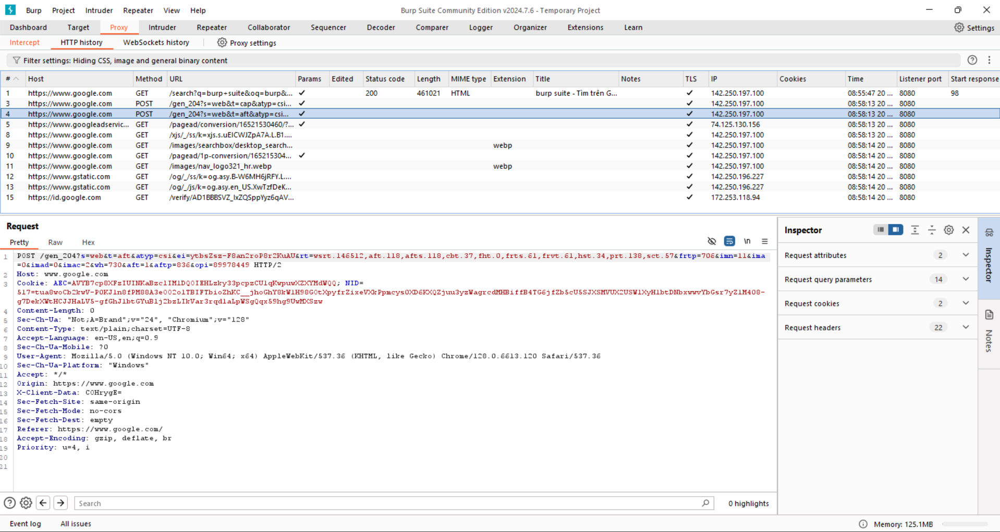 Burp Project Intruder Repeater View Help
Burp Suite Community Edition v2024.7.6 - Temporary Project
Dashboard Target Proxy Intruder Repeater Collaborator Sequencer Decoder Comparer Logger Organizer Extensions Learn Settings
Intercept HTTP history WebSockets history Proxy settings
Filter settings: Hiding CSS, image and general binary content
# Host Method URL Params Edited Status code Length MIME type Extension Title Notes TLS IP Cookies Time Listener port Start response
1 https://www.google.com GET /search?q=burp+suite&oq=burp&... ✓ 200 461021 HTML burp suite - Tìm trên G... ✓ 142.250.197.100 08:55:47 20 ... 8080 98
3 https://www.google.com POST /gen_204?s=web&t=cap&atyp=csi... ✓ ✓ 142.250.197.100 08:58:13 20 ... 8080
4 https://www.google.com POST /gen_204?s=web&t=aft&atyp=csi... ✓ ✓ 142.250.197.100 08:58:13 20 ... 8080
5 https://www.googleadservic... GET /pagead/conversion/16521530460/?... ✓ ✓ 74.125.130.156 08:58:13 20 ... 8080
8 https://www.google.com GET /xjs/_/ss/k=xjs.s.uEICWJZpA7A.L.B1.... ✓ 142.250.197.100 08:58:13 20 ... 8080
9 https://www.google.com GET /images/searchbox/desktop_search... webp ✓ 142.250.197.100 08:58:14 20 ... 8080
10 https://www.google.com GET /pagead/1p-conversion/165215304... ✓ ✓ 142.250.197.100 08:58:14 20 ... 8080
11 https://www.google.com GET /images/nav_logo321_hr.webp webp ✓ 142.250.197.100 08:58:14 20 ... 8080
12 https://www.gstatic.com GET /og/_/ss/k=og.asy.B-W6MH6jRFY.L.... ✓ 142.250.196.227 08:58:14 20 ... 8080
13 https://www.gstatic.com GET /og/_/js/k=og.asy.en_US.XwTzfDeK... ✓ 142.250.196.227 08:58:14 20 ... 8080
15 https://id.google.com GET /verify/AD1BBBSVZ_IxZQSppYyz6qAV... ✓ 172.253.118.94 08:58:14 20 ... 8080
Request
Pretty Raw Hex \n
1 POST /gen_204?s=web&t=aft&atyp=csi&ei=ytbsZsz-F8an2roP8r2KuAU&rt=wsrt.146512,aft.118,afts.118,cbt.37,fht.0,frts.61,frvt.61,hst.34,prt.138,sct.57&frtp=706&imn=11&ima
=0&imad=0&imac=2&wh=730&aft=1&aftp=836&opi=89978449 HTTP/2
2 Host: www.google.com
3 Cookie: AEC= NID=
517=
4 Content-Length: 0
5 Sec-Ch-Ua: "Not;A=Brand";v="24", "Chromium";v="128"
6 Content-Type: text/plain;charset=UTF-8
7 Accept-Language: en-US,en;q=0.9
8 Sec-Ch-Ua-Mobile: ?0
9 User-Agent: Mozilla/5.0 (Windows NT 10.0; Win64; x64) AppleWebKit/537.36 (KHTML, like Gecko) Chrome/128.0.6613.120 Safari/537.36
10 Sec-Ch-Ua-Platform: "Windows"
11 Accept: */*
12 Origin: https://www.google.com
13 X-Client-Data: COHrygE=
14 Sec-Fetch-Site: same-origin
15 Sec-Fetch-Mode: no-cors
16 Sec-Fetch-Dest: empty
17 Referer: https://www.google.com/
18 Accept-Encoding: gzip, deflate, br
19 Priority: u=4, i
20
21
Inspector
Request attributes 2
Request query parameters 14
Request cookies 2
Request headers 22
Inspector
Notes
Search
0 highlights
Event log All issues
Memory: 125.1MB